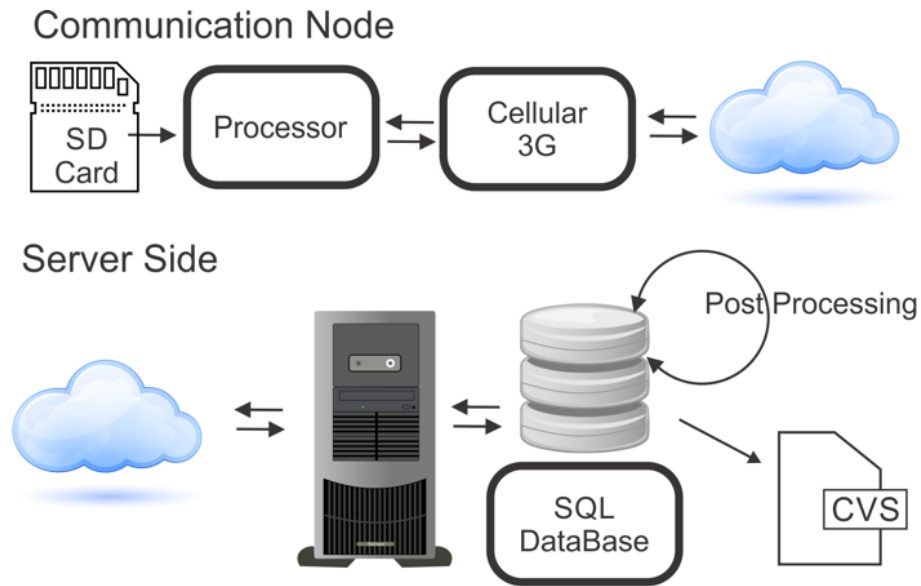 Communication Node
SD
Card
Processor
Cellular
3G
Server Side
Post Processing
SQL
DataBase
CVS